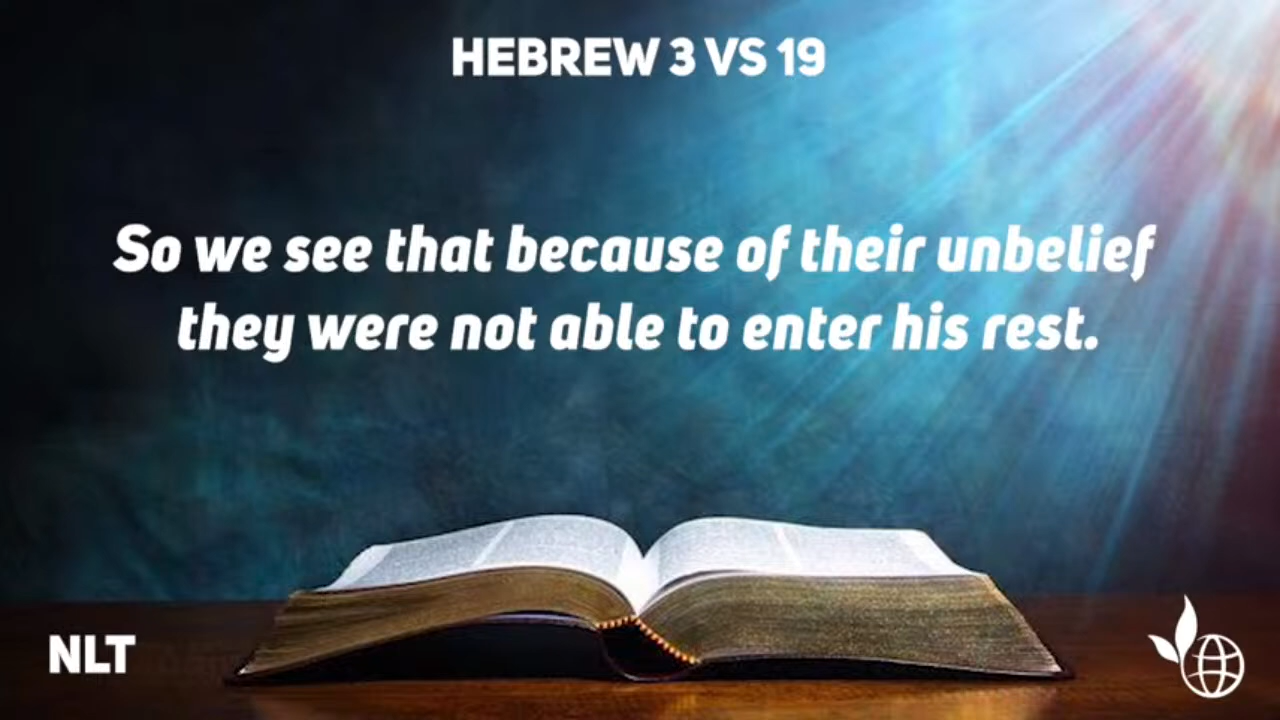 HEBREW 3 VS 19
So we see that because of their unbelief
they were not able to enter his rest.
NLT